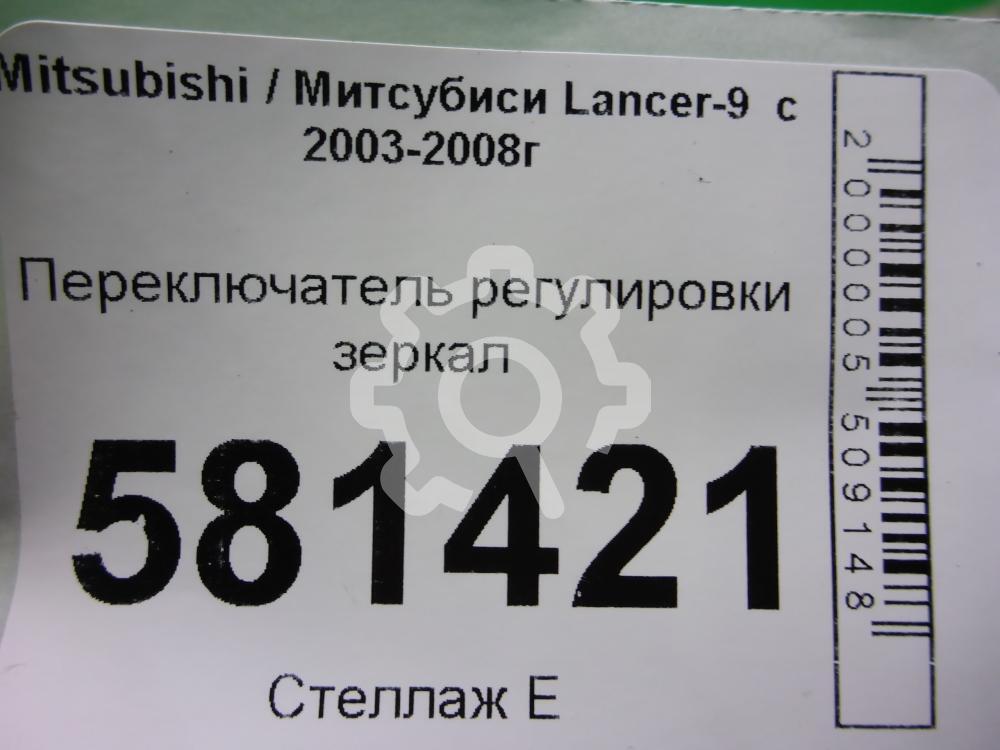 Mitsubishi / Митсубиси Lancer-9 с
2003-2008г
Переключатель регулировки
зеркал
581421
Стеллаж Е
2000005509148